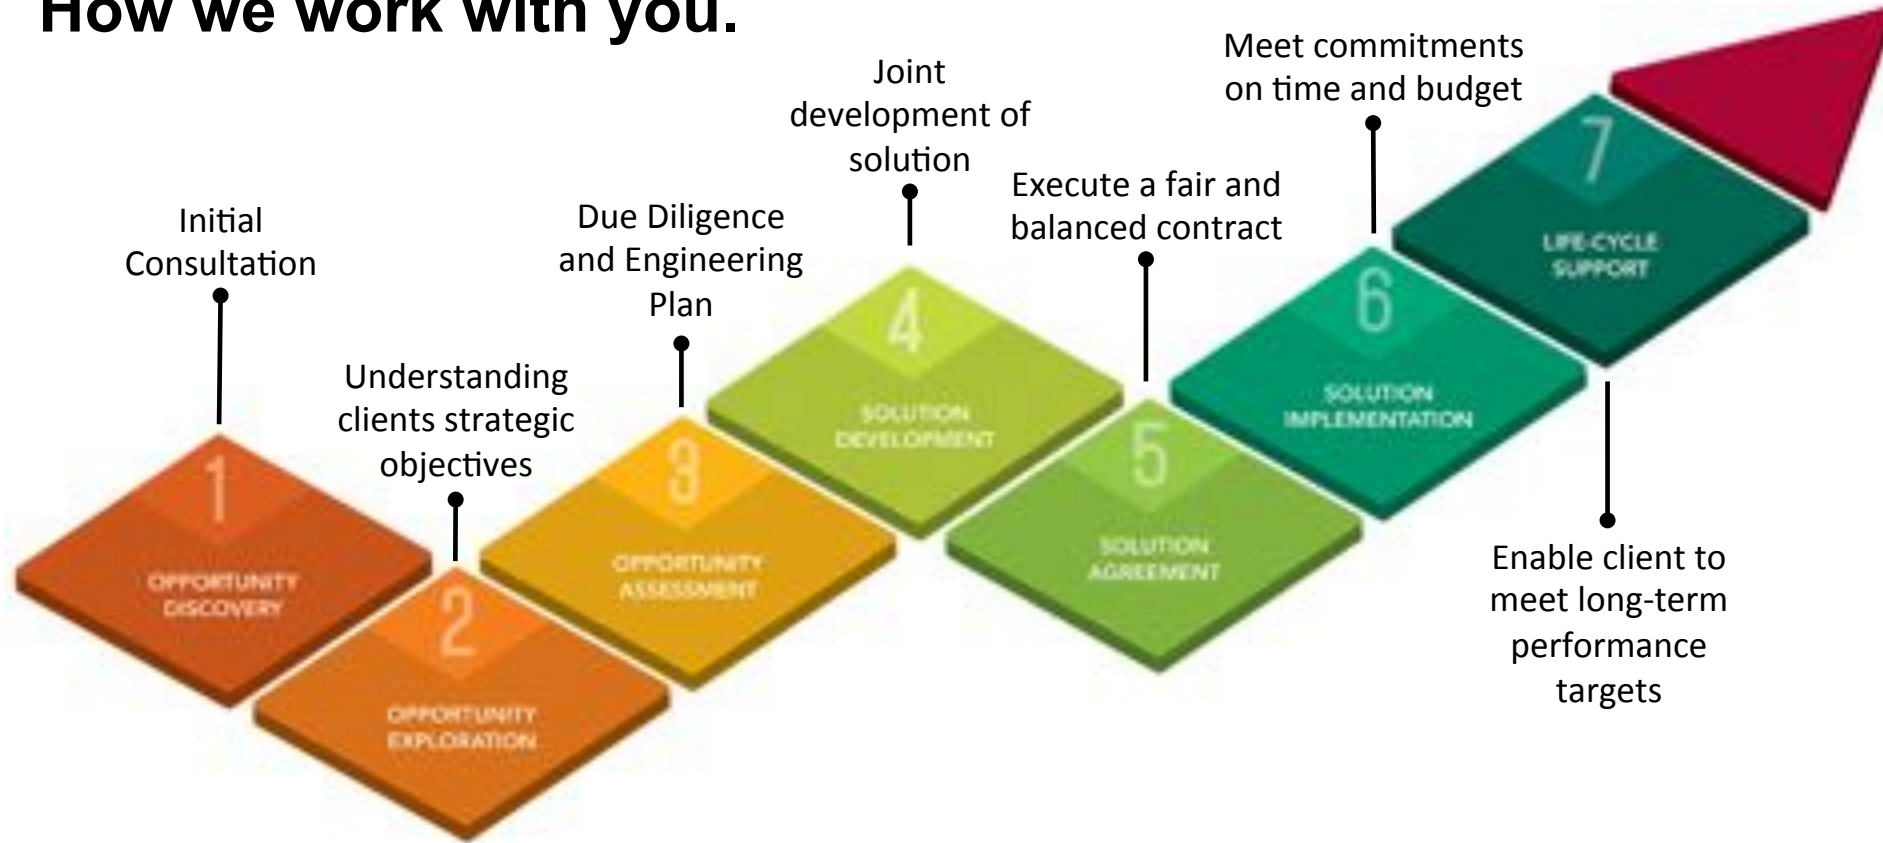 How we work with you.
Initial
Consultation
1
OPPORTUNITY
DISCOVERY
Understanding
clients strategic
objectives
2
OPPORTUNITY
EXPLORATION
Due Diligence
and Engineering
Plan
3
OPPORTUNITY
ASSESSMENT
Joint
development of
solution
4
SOLUTION
DEVELOPMENT
Execute a fair and
balanced contract
5
SOLUTION
AGREEMENT
Meet commitments
on time and budget
6
SOLUTION
IMPLEMENTATION
7
LIFE-CYCLE
SUPPORT
Enable client to
meet long-term
performance
targets